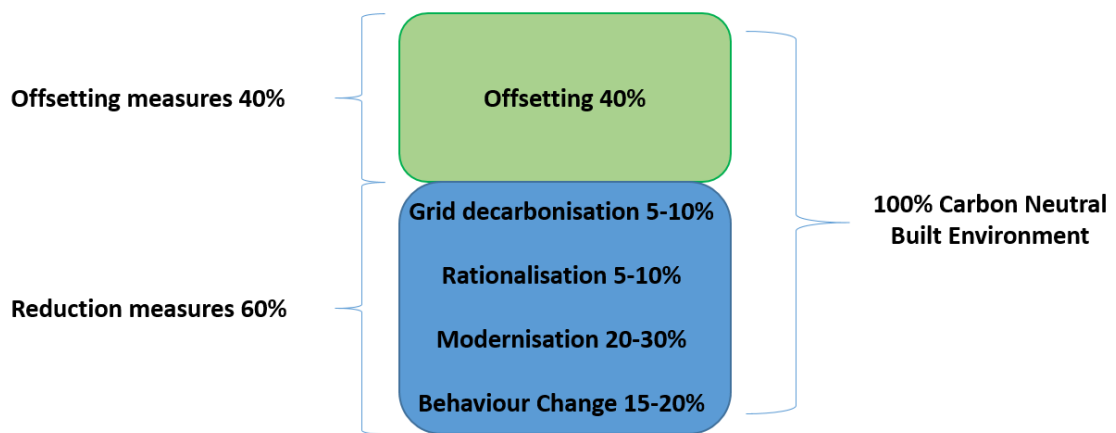 Offsetting measures 40%
Offsetting 40%
Grid decarbonisation 5-10%
Rationalisation 5-10%
Reduction measures 60%
Modernisation 20-30%
Behaviour Change 15-20%
100% Carbon Neutral
Built Environment